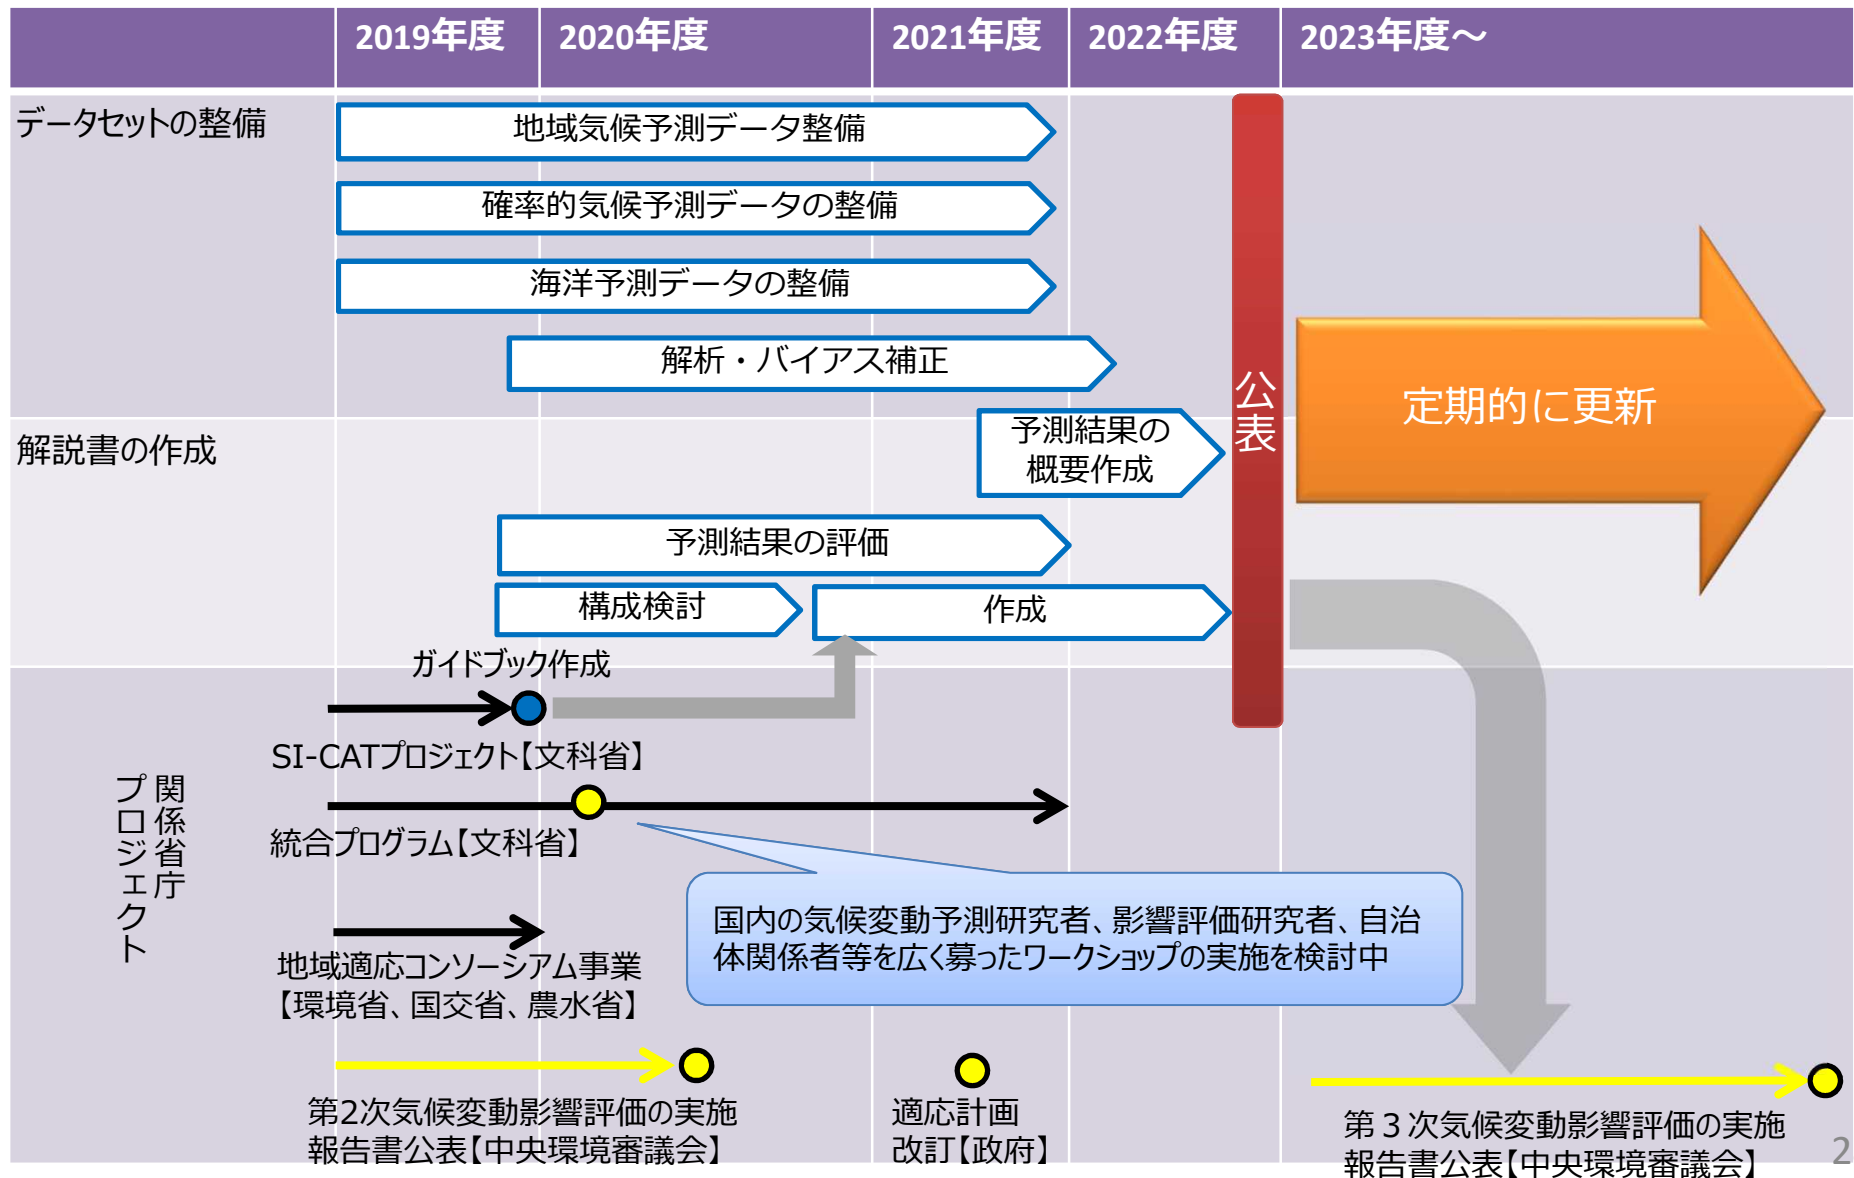 2019年度
2020年度
2021年度
2022年度
2023年度～
データセットの整備
地域気候予測データ整備
確率的気候予測データの整備
海洋予測データの整備
解析・バイアス補正
公表
定期的に更新
解説書の作成
予測結果の
概要作成
予測結果の評価
構成検討
作成
関係省庁
プロジェクト
ガイドブック作成
SI-CATプロジェクト【文科省】
統合プログラム【文科省】
国内の気候変動予測研究者、影響評価研究者、自治
体関係者等を広く募ったワークショップの実施を検討中
地域適応コンソーシアム事業
【環境省、国交省、農水省】
第2次気候変動影響評価の実施
報告書公表【中央環境審議会】
適応計画
改訂【政府】
第３次気候変動影響評価の実施
報告書公表【中央環境審議会】
2